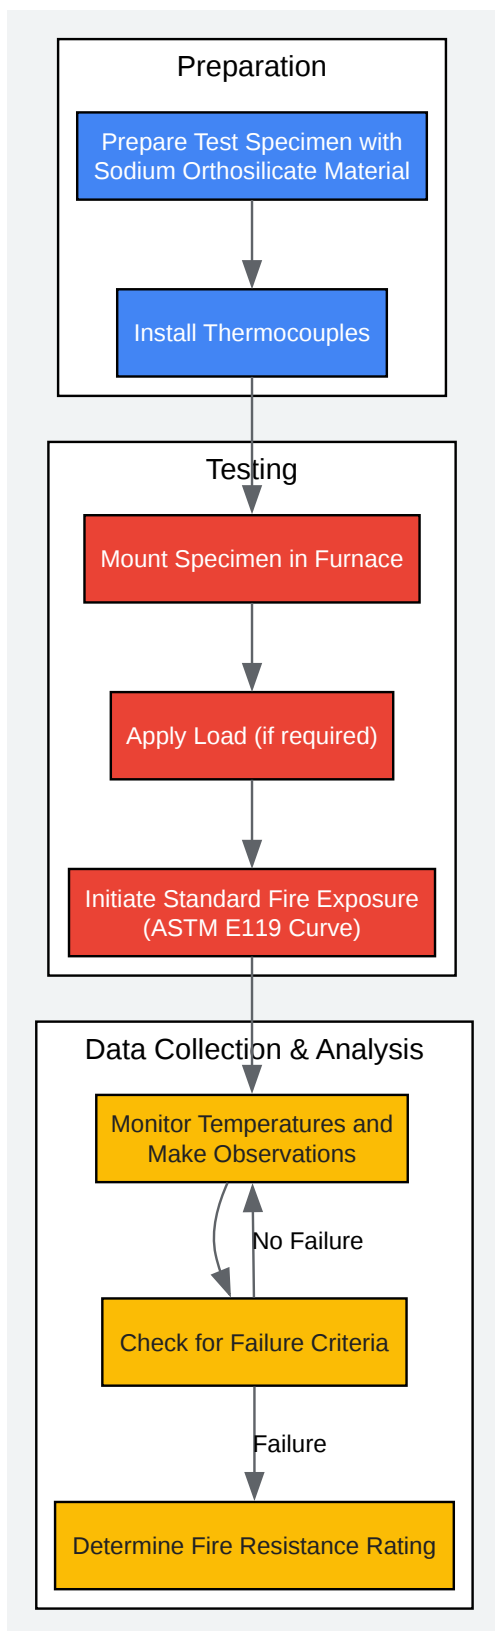 Preparation
Prepare Test Specimen with
Sodium Orthosilicate Material
Install Thermocouples
Testing
Mount Specimen in Furnace
Apply Load (if required)
Initiate Standard Fire Exposure
(ASTM E119 Curve)
Data Collection & Analysis
Monitor Temperatures and
Make Observations
No Failure
Check for Failure Criteria
Failure
Determine Fire Resistance Rating